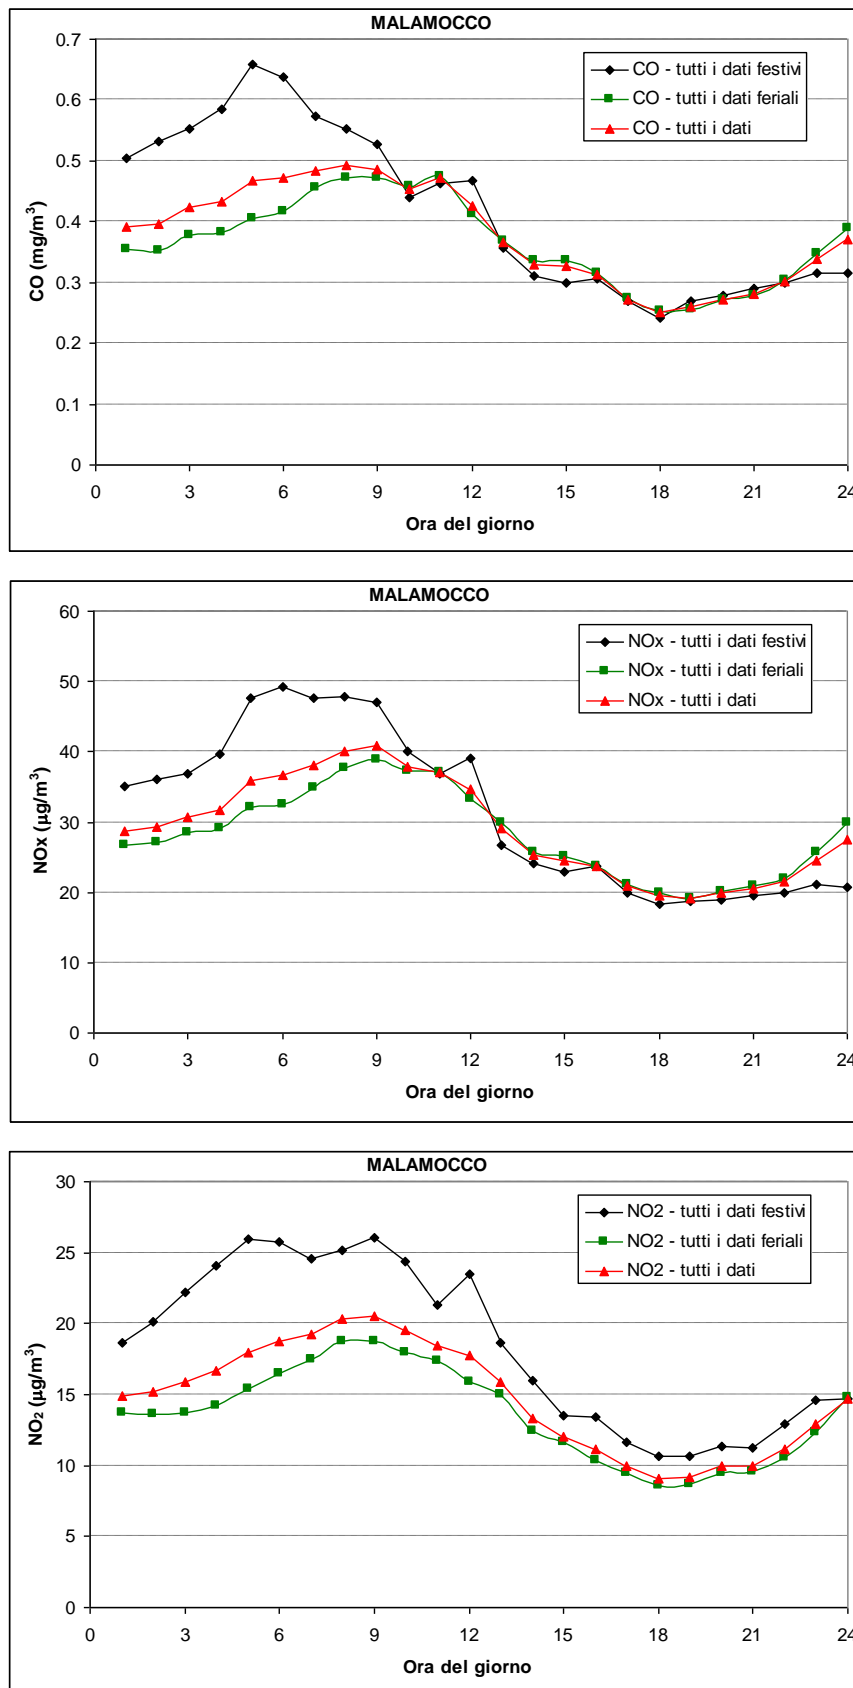 MALAMOCCO
0.7
0.6
0.5
0.4
0.3
0.2
0.1
0
CO (mg/m³)
CO - tutti i dati festivi
CO - tutti i dati feriali
CO - tutti i dati
0 3 6 9 12 15 18 21 24
Ora del giorno
MALAMOCCO
60
50
40
30
20
10
0
NOx (µg/m³)
NOx - tutti i dati festivi
NOx - tutti i dati feriali
NOx - tutti i dati
0 3 6 9 12 15 18 21 24
Ora del giorno
MALAMOCCO
30
25
20
15
10
5
0
NO₂ (µg/m³)
NO2 - tutti i dati festivi
NO2 - tutti i dati feriali
NO2 - tutti i dati
0 3 6 9 12 15 18 21 24
Ora del giorno